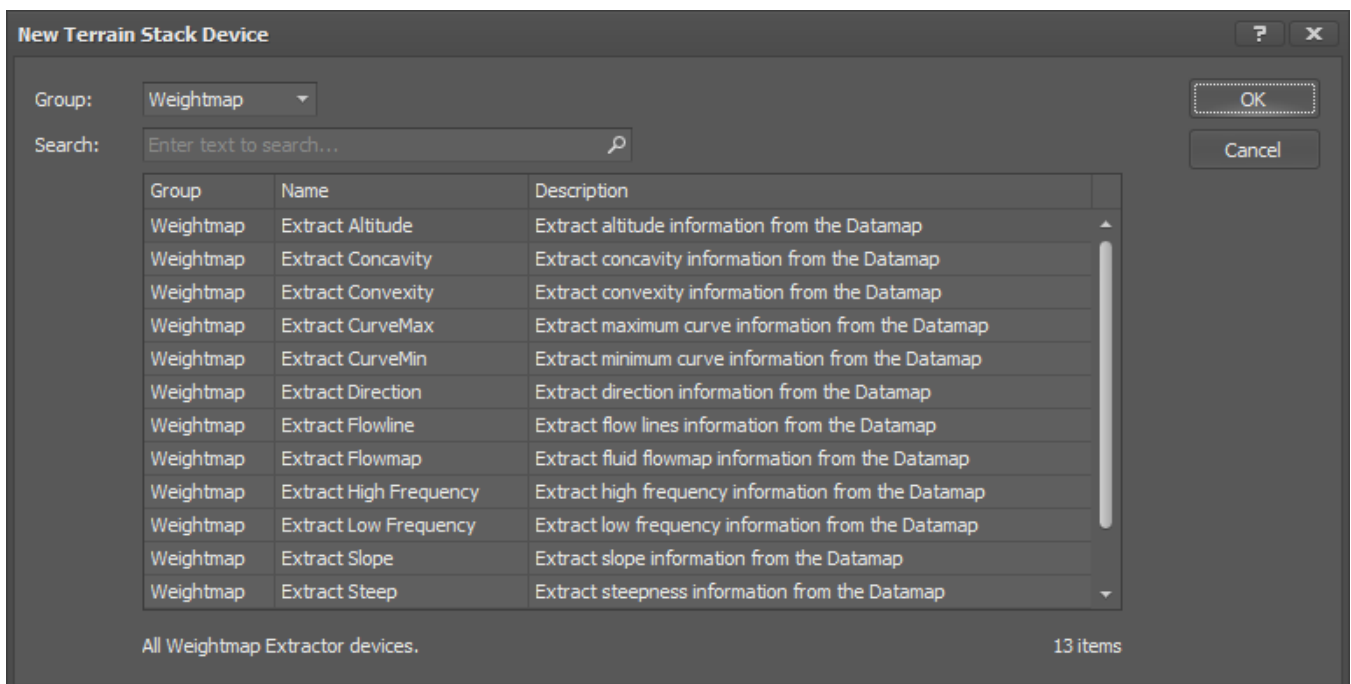 New Terrain Stack Device ? x
Group: Weightmap OK
Search: Enter text to search... Cancel
Group Name Description
Weightmap Extract Altitude Extract altitude information from the Datamap
Weightmap Extract Concavity Extract concavity information from the Datamap
Weightmap Extract Convexity Extract convexity information from the Datamap
Weightmap Extract CurveMax Extract maximum curve information from the Datamap
Weightmap Extract CurveMin Extract minimum curve information from the Datamap
Weightmap Extract Direction Extract direction information from the Datamap
Weightmap Extract Flowline Extract flow lines information from the Datamap
Weightmap Extract Flowmap Extract fluid flowmap information from the Datamap
Weightmap Extract High Frequency Extract high frequency information from the Datamap
Weightmap Extract Low Frequency Extract low frequency information from the Datamap
Weightmap Extract Slope Extract slope information from the Datamap
Weightmap Extract Steep Extract steepness information from the Datamap
All Weightmap Extractor devices. 13 items